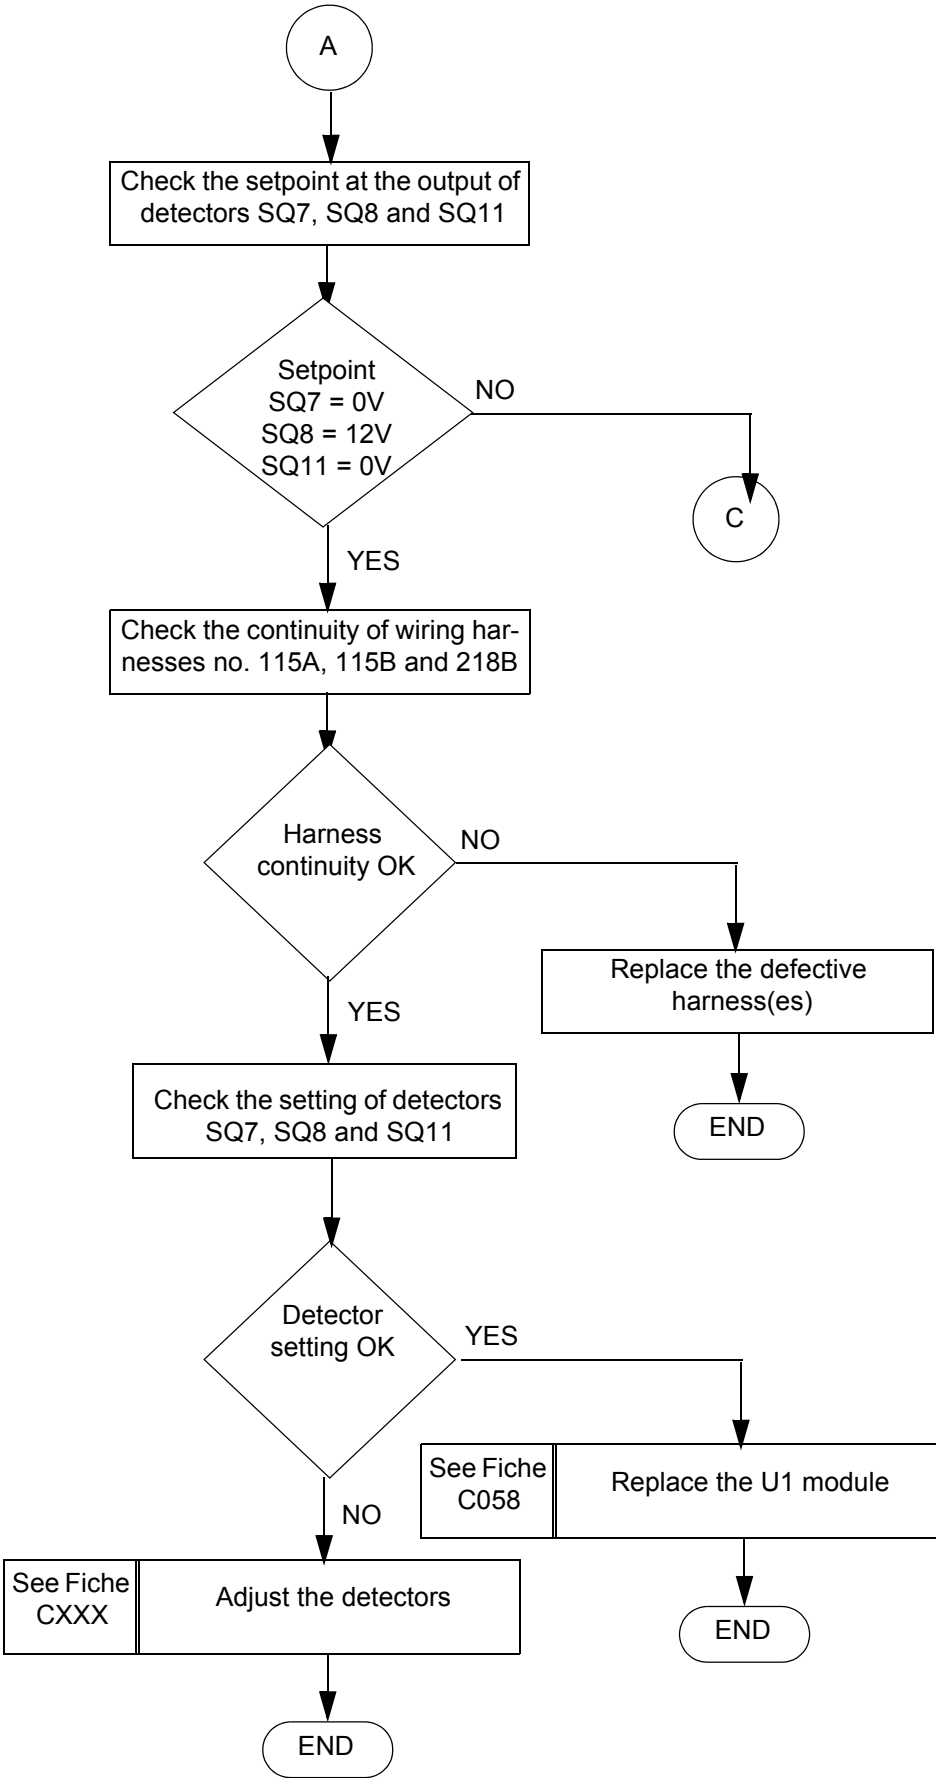 A
Check the setpoint at the output of
detectors SQ7, SQ8 and SQ11
Setpoint
SQ7 = 0V
SQ8 = 12V
SQ11 = 0V
NO
C
YES
Check the continuity of wiring har-
nesses no. 115A, 115B and 218B
Harness
continuity OK
NO
Replace the defective
harness(es)
END
YES
Check the setting of detectors
SQ7, SQ8 and SQ11
Detector
setting OK
YES
See Fiche
C058
Replace the U1 module
END
NO
See Fiche
CXXX
Adjust the detectors
END